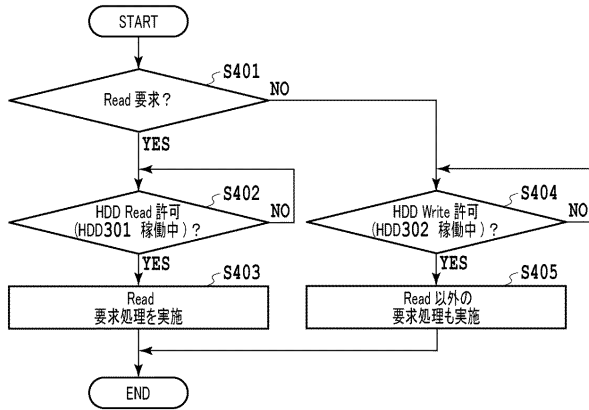 START
S401
Read 要求？
NO
YES
S402
HDD Read 許可
(HDD301 稼働中)？
NO
YES
S403
Read
要求処理を実施
S404
HDD Write 許可
(HDD302 稼働中)？
NO
YES
S405
Read 以外の
要求処理も実施
END